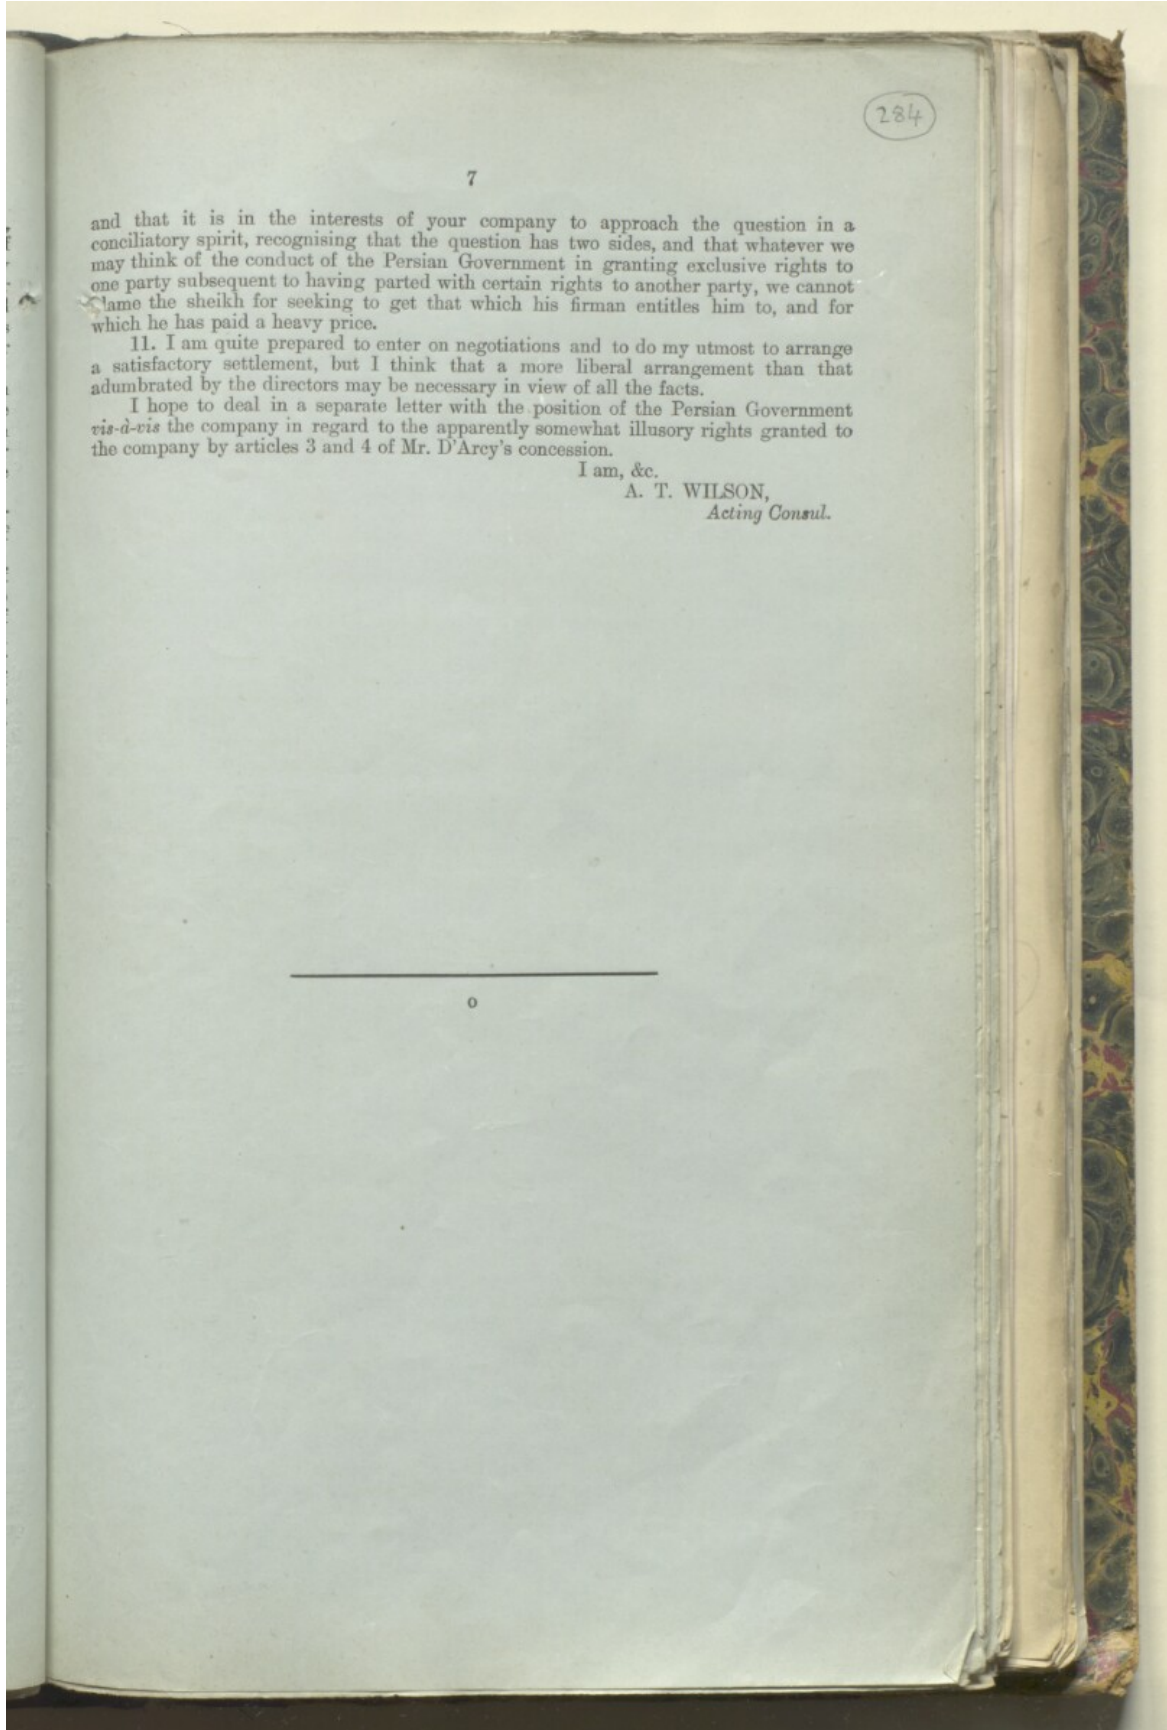 284
7
and that it is in the interests of your company to approach the question in a
conciliatory spirit, recognising that the question has two sides, and that whatever we
may think of the conduct of the Persian Government in granting exclusive rights to
one party subsequent to having parted with certain rights to another party, we cannot
lame the sheikh for seeking to get that which his firman entitles him to, and for
which he has paid a heavy price.
11. I am quite prepared to enter on negotiations and to do my utmost to arrange
a satisfactory settlement, but I think that a more liberal arrangement than that
adumbrated by the directors may be necessary in view of all the facts.
I hope to deal in a separate letter with the position of the Persian Government
vis-à-vis the company in regard to the apparently somewhat illusory rights granted to
the company by articles 3 and 4 of Mr. D'Arcy's concession.
I am, &c.
A. T. WILSON,
Acting Consul.
o